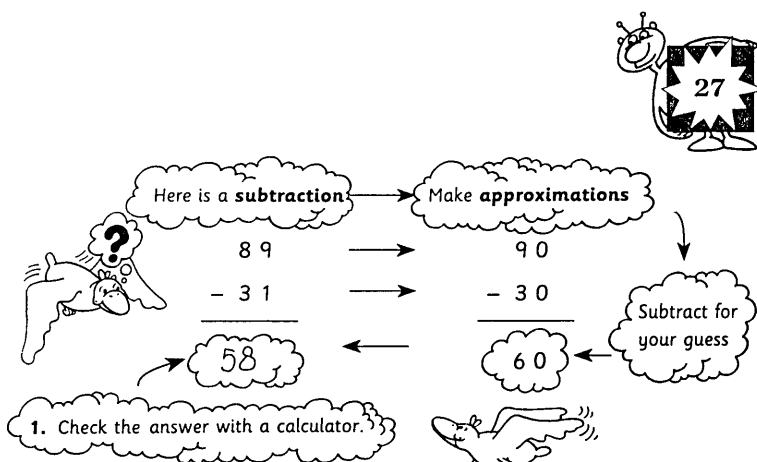 27
Here is a subtraction
Make approximations
89
90
- 31
- 30
Subtract for
your guess
58
60
1. Check the answer with a calculator.
?